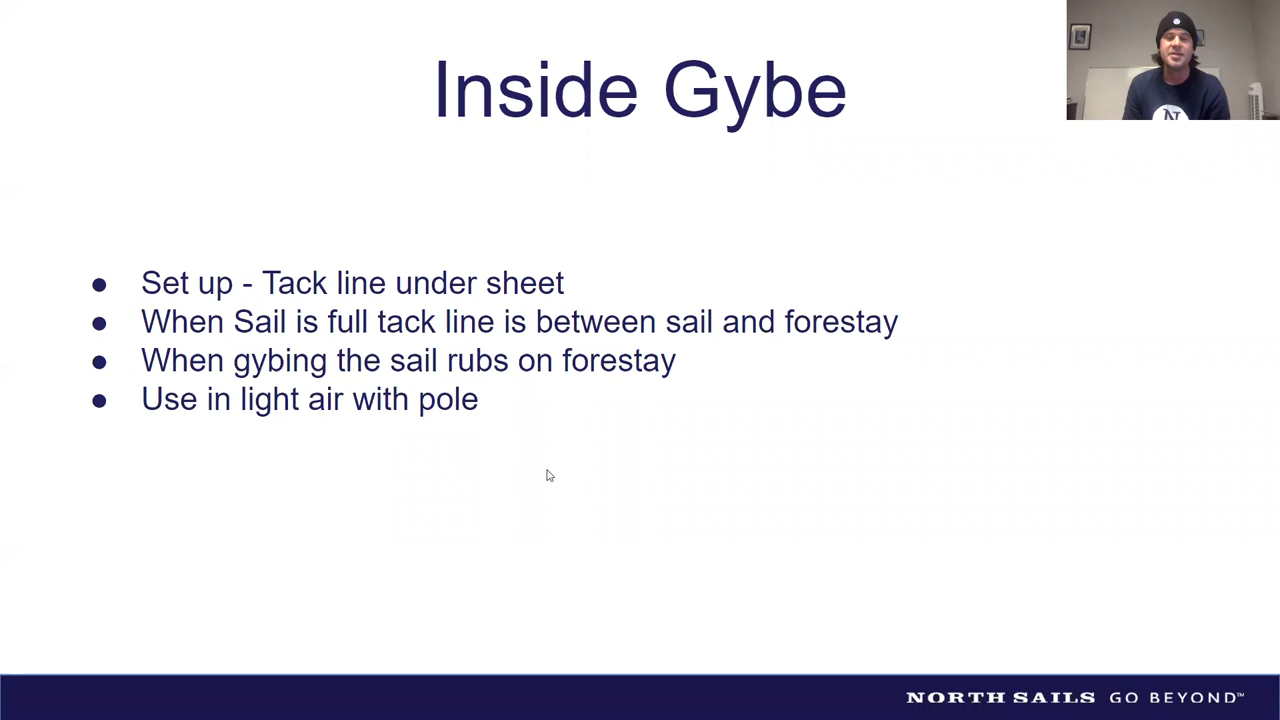 Inside Gybe
Set up - Tack line under sheet
When Sail is full tack line is between sail and forestay
When gybing the sail rubs on forestay
Use in light air with pole
N
NORTH SAILS GO BEYOND™